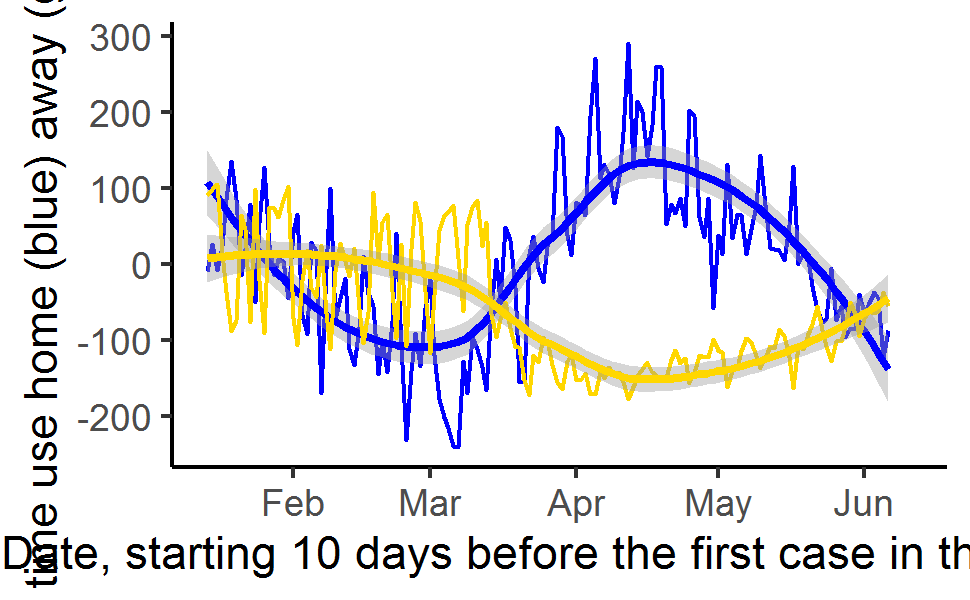 time use home (blue) away (
300
200
100
0
-100
-200
Feb Mar Apr May Jun
Date, starting 10 days before the first case in th